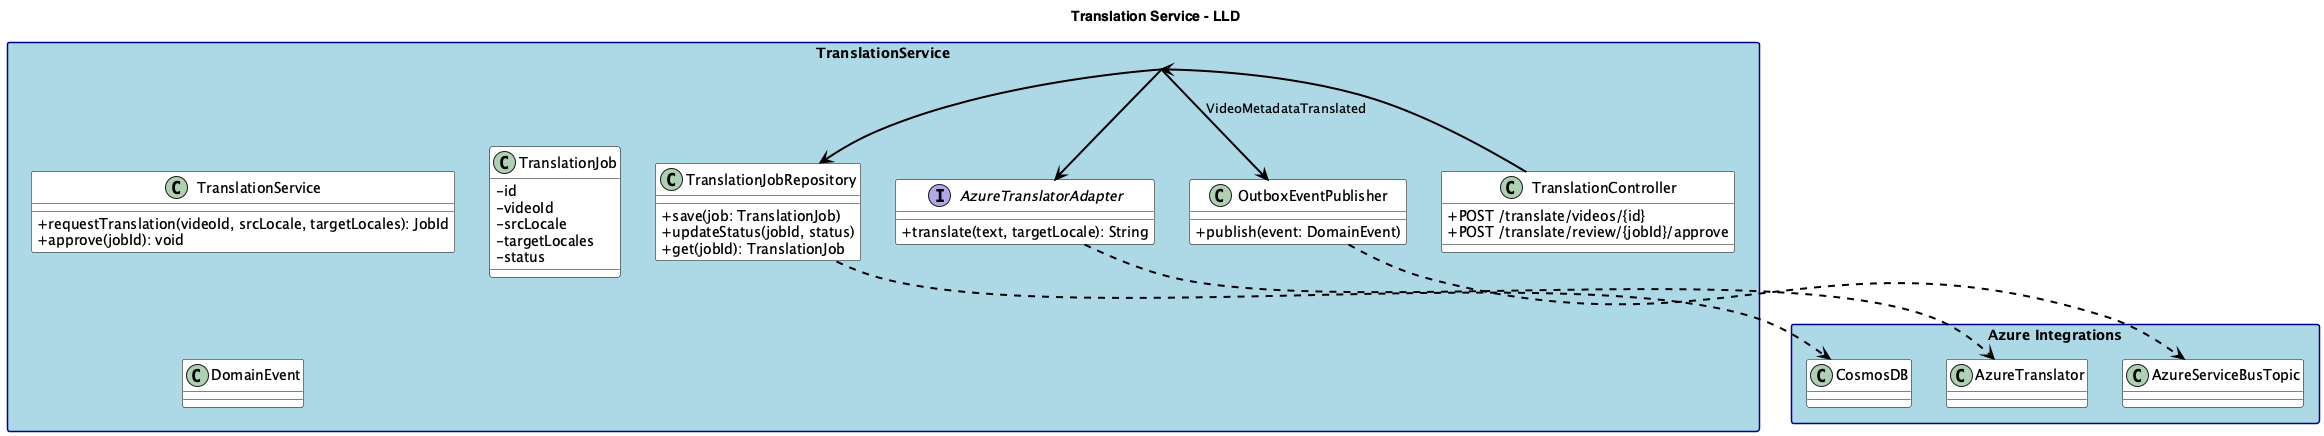 Translation Service - LLD
TranslationService
VideoMetadataTranslated
C TranslationService
+requestTranslation(videoId, srcLocale, targetLocales): JobId
+approve(jobId): void
C TranslationJob
-id
-videoId
-srcLocale
-targetLocales
-status
C TranslationJobRepository
+save(job: TranslationJob)
+updateStatus(jobId, status)
+get(jobId): TranslationJob
I AzureTranslatorAdapter
+translate(text, targetLocale): String
C OutboxEventPublisher
+publish(event: DomainEvent)
C TranslationController
+POST /translate/videos/{id}
+POST /translate/review/{jobId}/approve
C DomainEvent
Azure Integrations
C CosmosDB
C AzureTranslator
C AzureServiceBusTopic